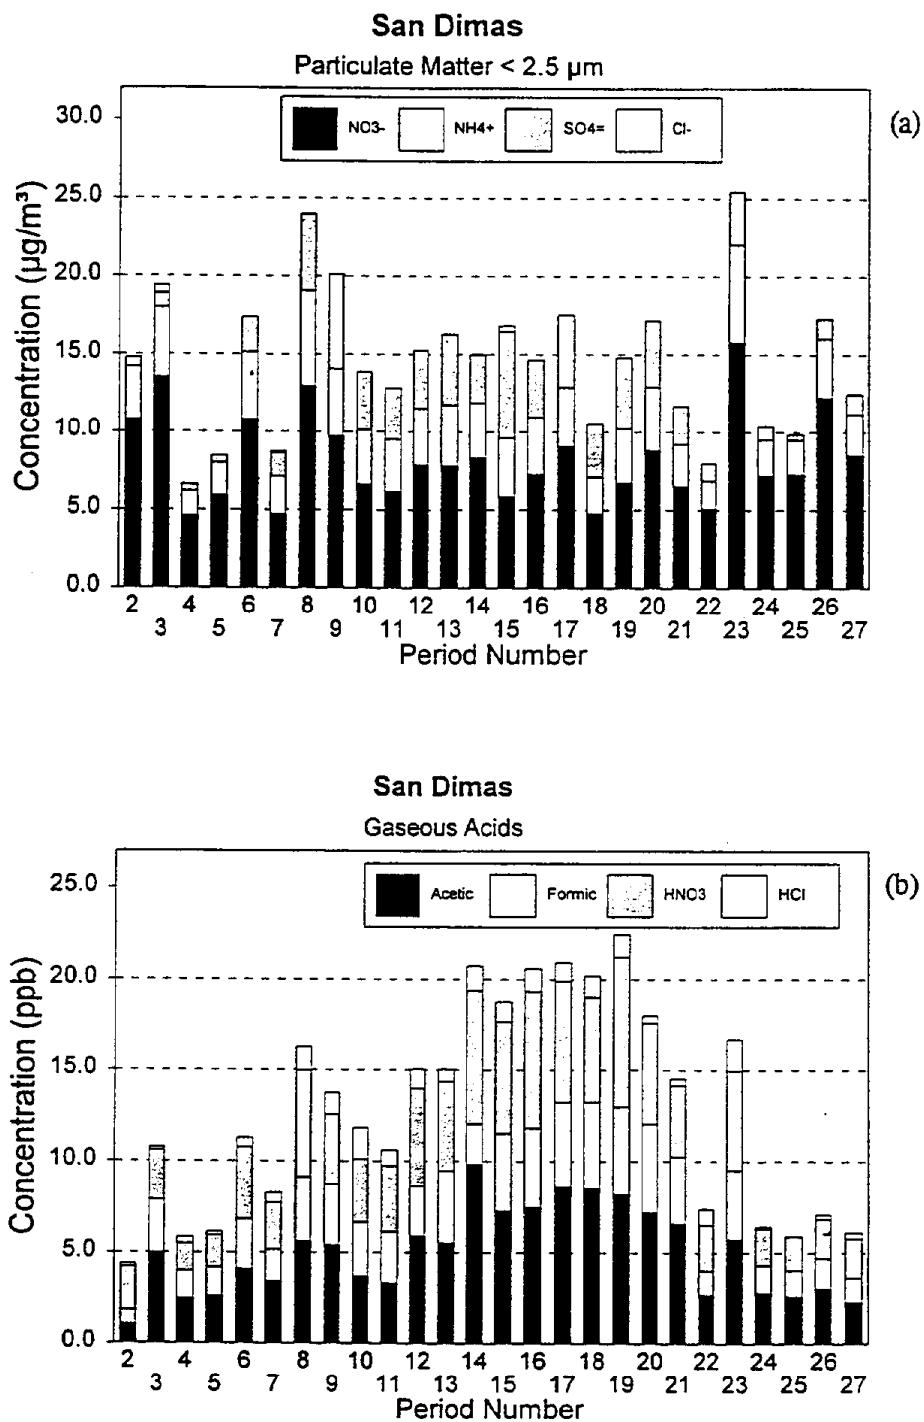 San Dimas
Particulate Matter < 2.5 µm
(a)
NO3- NH4+ SO4= Cl-
Concentration (µg/m³)
30.0
25.0
20.0
15.0
10.0
5.0
0.0
2 4 6 8 10 12 14 16 18 20 22 24 26
3 5 7 9 11 13 15 17 19 21 23 25 27
Period Number
San Dimas
Gaseous Acids
(b)
Acetic Formic HNO3 HCl
Concentration (ppb)
25.0
20.0
15.0
10.0
5.0
0.0
2 4 6 8 10 12 14 16 18 20 22 24 26
3 5 7 9 11 13 15 17 19 21 23 25 27
Period Number